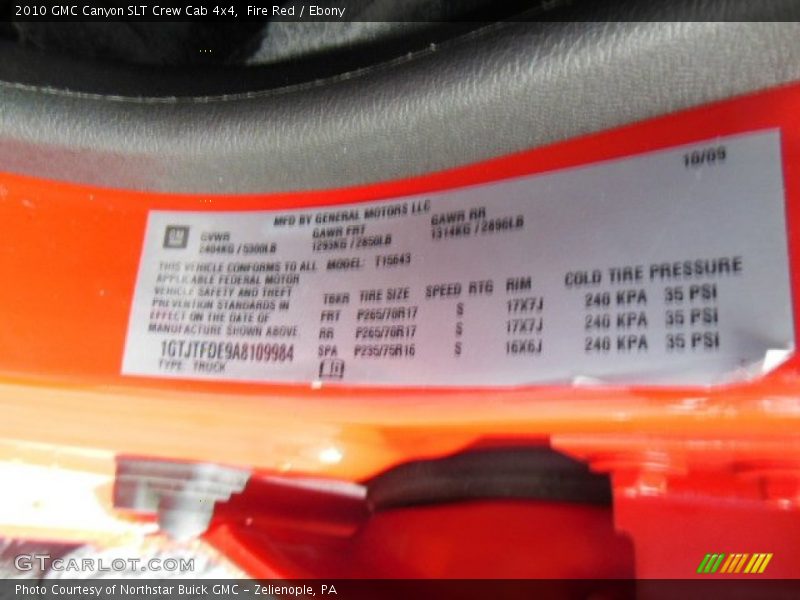 2010 GMC Canyon SLT Crew Cab 4x4, Fire Red / Ebony
10/09
MFD BY GENERAL MOTORS LLC
GM GVWR GAWR FRT GAWR RR
2404KG / 5300LB 1293KG / 2850LB 1314KG / 2896LB
THIS VEHICLE CONFORMS TO ALL MODEL: T15643
APPLICABLE FEDERAL MOTOR
VEHICLE SAFETY AND THEFT
PREVENTION STANDARDS IN
EFFECT ON THE DATE OF
MANUFACTURE SHOWN ABOVE.
1GTJTFDE9A8109984
TYPE: TRUCK
TIRE SIZE SPEED RTG RIM COLD TIRE PRESSURE
FRT P265/70R17 S 17X7J 240 KPA 35 PSI
RR P265/70R17 S 17X7J 240 KPA 35 PSI
SPA P235/75R16 S 16X6J 240 KPA 35 PSI
GTCARLOT.COM
Photo Courtesy of Northstar Buick GMC - Zelienople, PA